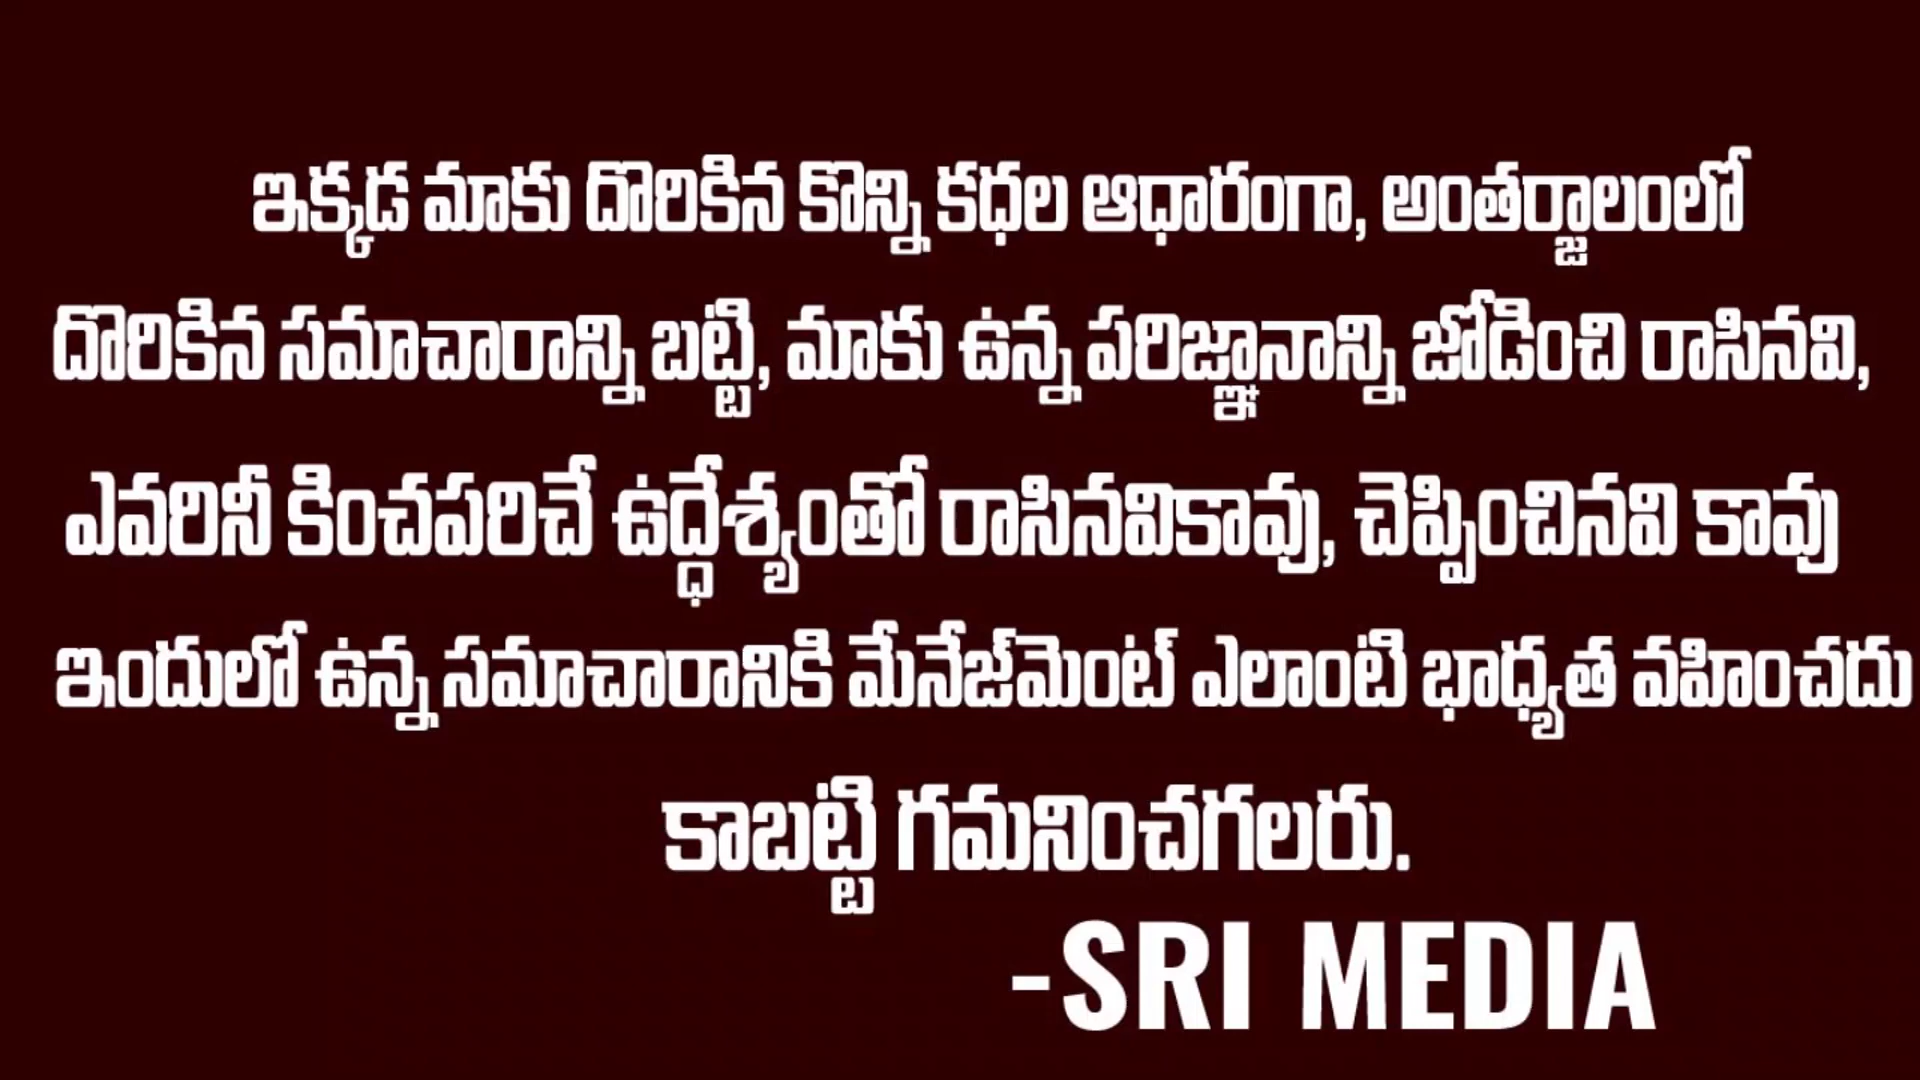 ఇక్కడ మాకు దొరికిన కొన్ని కధల ఆధారంగా, అంతర్జాలంలో
దొరికిన సమాచారాన్ని బట్టి, మాకు ఉన్న పరిజ్ఞానాన్ని జోడించి రాసినవి,
ఎవరినీ కించపరిచే ఉద్ధేశ్యంతో రాసినవికావు, చెప్పించినవి కావు
ఇందులో ఉన్న సమాచారానికి మేనేజ్‌మెంట్ ఎలాంటి భాధ్యత వహించదు
కాబట్టి గమనించగలరు.
-SRI MEDIA